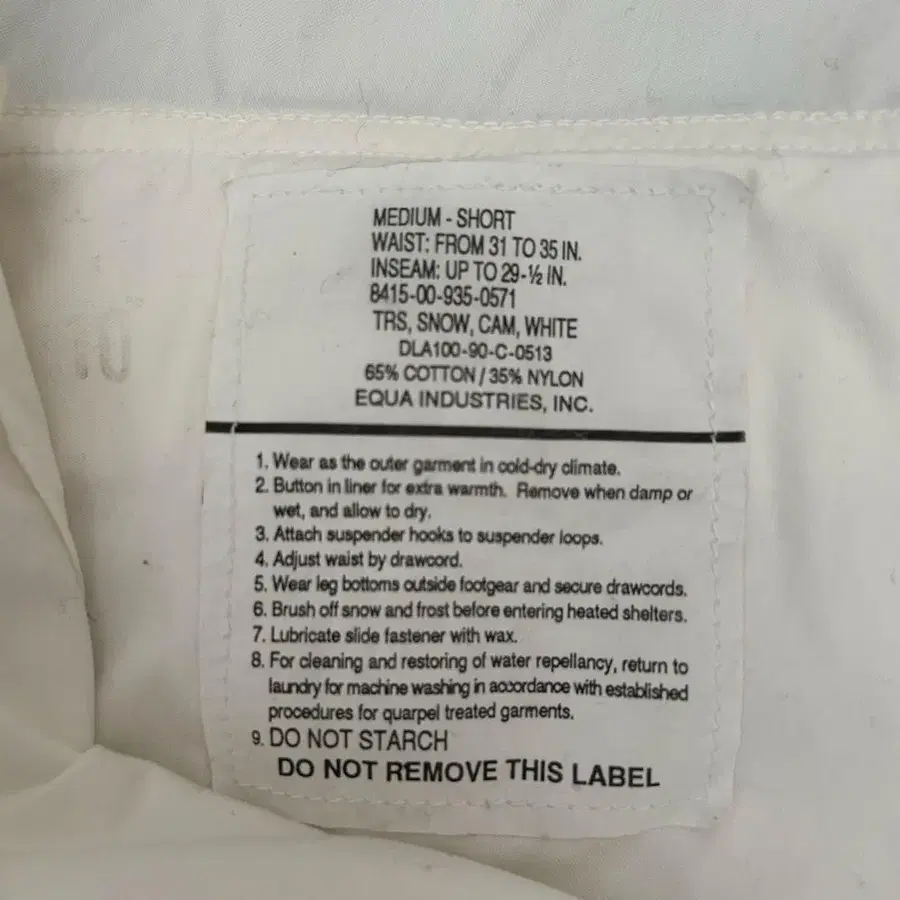 MEDIUM - SHORT
WAIST: FROM 31 TO 35 IN.
INSEAM: UP TO 29-½ IN.
8415-00-935-0571
TRS, SNOW, CAM, WHITE
DLA100-90-C-0513
65% COTTON / 35% NYLON
EQUA INDUSTRIES, INC.
1. Wear as the outer garment in cold-dry climate.
2. Button in liner for extra warmth. Remove when damp or
wet, and allow to dry.
3. Attach suspender hooks to suspender loops.
4. Adjust waist by drawcord.
5. Wear leg bottoms outside footgear and secure drawcords.
6. Brush off snow and frost before entering heated shelters.
7. Lubricate slide fastener with wax.
8. For cleaning and restoring of water repellancy, return to
laundry for machine washing in accordance with established
procedures for quarpel treated garments.
9. DO NOT STARCH
DO NOT REMOVE THIS LABEL